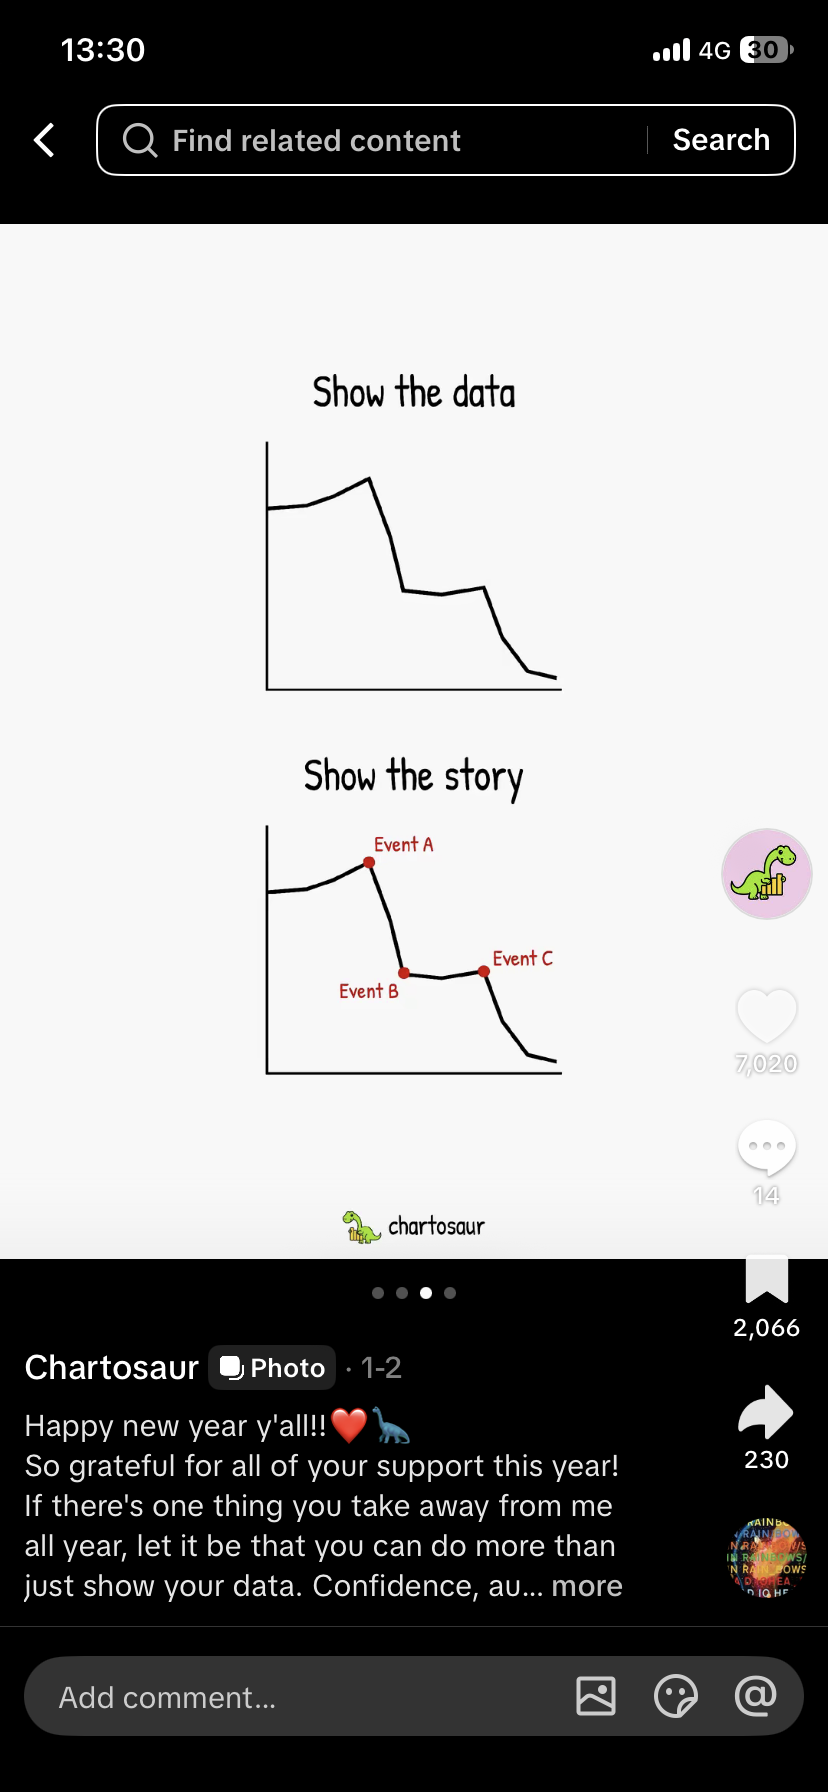 13:30
4G 30
Find related content
Search
Show the data
Show the story
Event A
Event B
Event C
7,020
14
chartosaur
2,066
Chartosaur Photo · 1-2
Happy new year y'all!!❤️🦕
So grateful for all of your support this year!
If there's one thing you take away from me
all year, let it be that you can do more than
just show your data. Confidence, au... more
230
RAINBOWS/
Add comment...